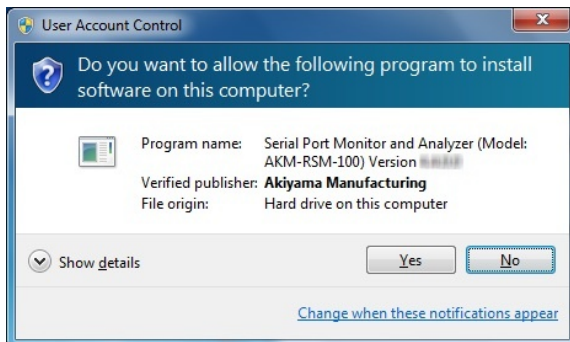 User Account Control
Do you want to allow the following program to install
software on this computer?
Program name: Serial Port Monitor and Analyzer (Model:
AKM-RSM-100) Version
Verified publisher: Akiyama Manufacturing
File origin: Hard drive on this computer
Show details
Yes
No
Change when these notifications appear